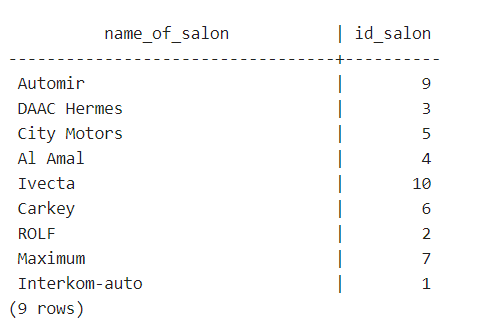 name_of_salon | id_salon
----------------------------------+----------
Automir | 9
DAAC Hermes | 3
City Motors | 5
Al Amal | 4
Ivecta | 10
Carkey | 6
ROLF | 2
Maximum | 7
Interkom-auto | 1
(9 rows)